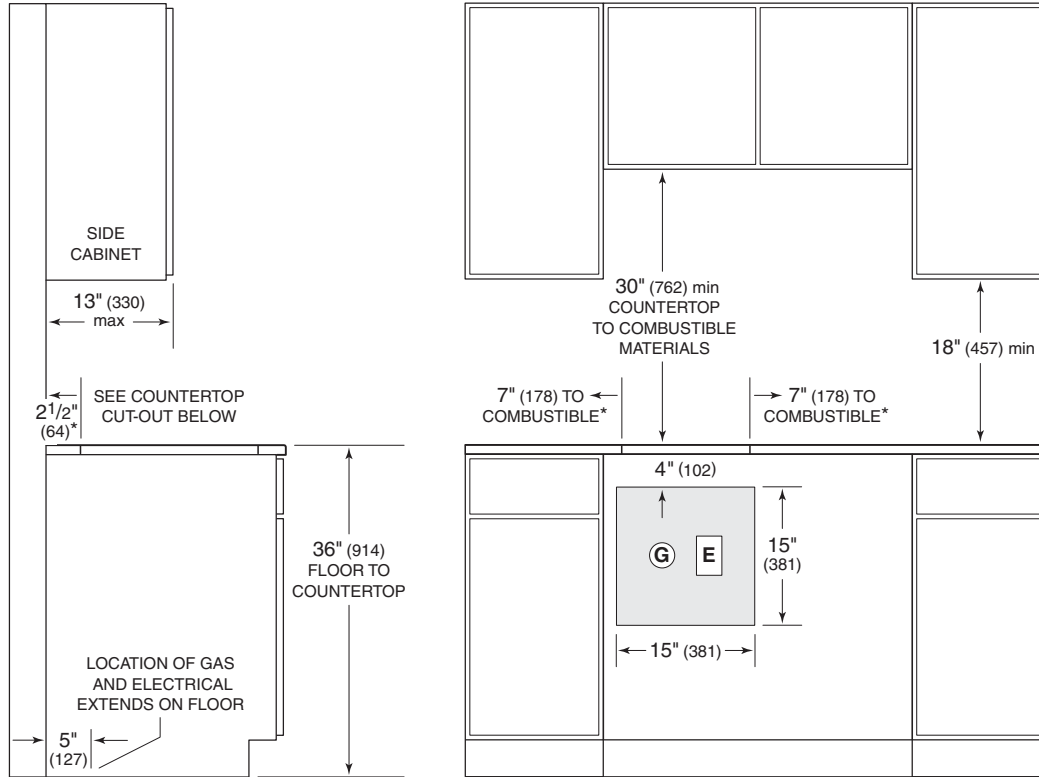 SIDE
CABINET
13" (330)
max
SEE COUNTERTOP
CUT-OUT BELOW
2 1/2"
(64)*
36" (914)
FLOOR TO
COUNTERTOP
LOCATION OF GAS
AND ELECTRICAL
EXTENDS ON FLOOR
5"
(127)
30" (762) min
COUNTERTOP
TO COMBUSTIBLE
MATERIALS
18" (457) min
7" (178) TO
COMBUSTIBLE*
7" (178) TO
COMBUSTIBLE*
4" (102)
G
E
15"
(381)
15" (381)